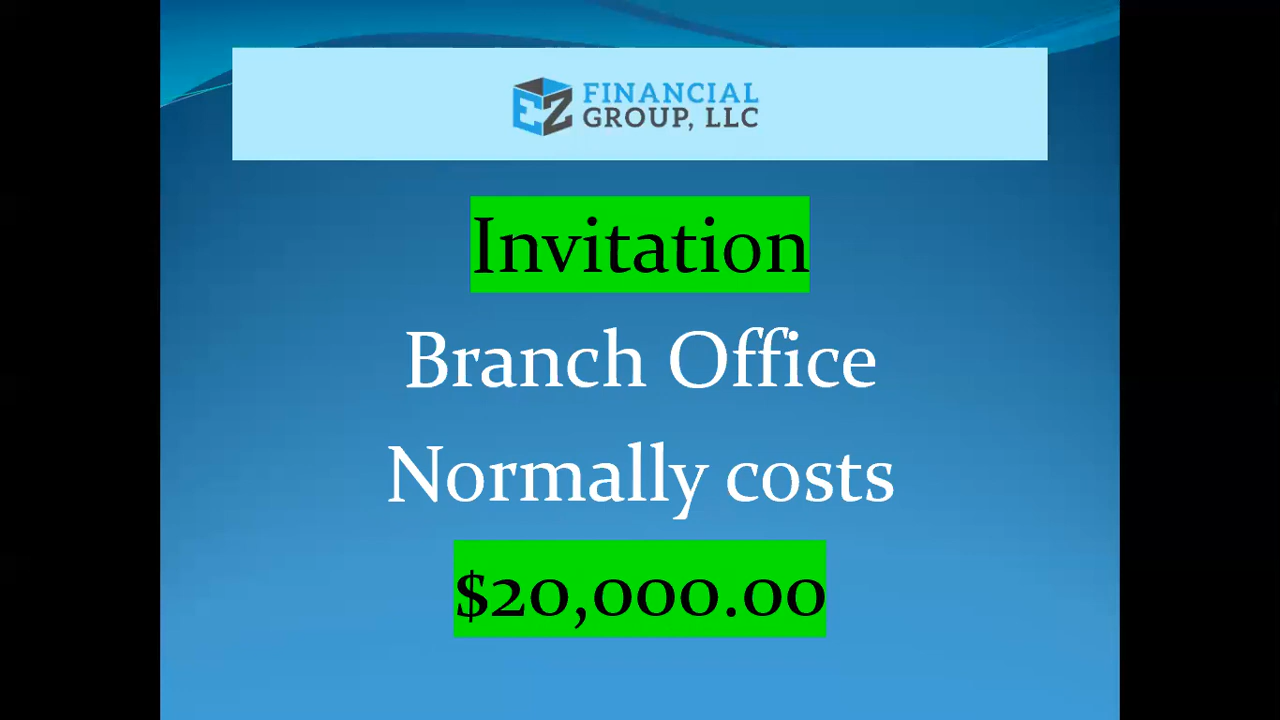 EZ FINANCIAL
GROUP, LLC
Invitation
Branch Office
Normally costs
$20,000.00